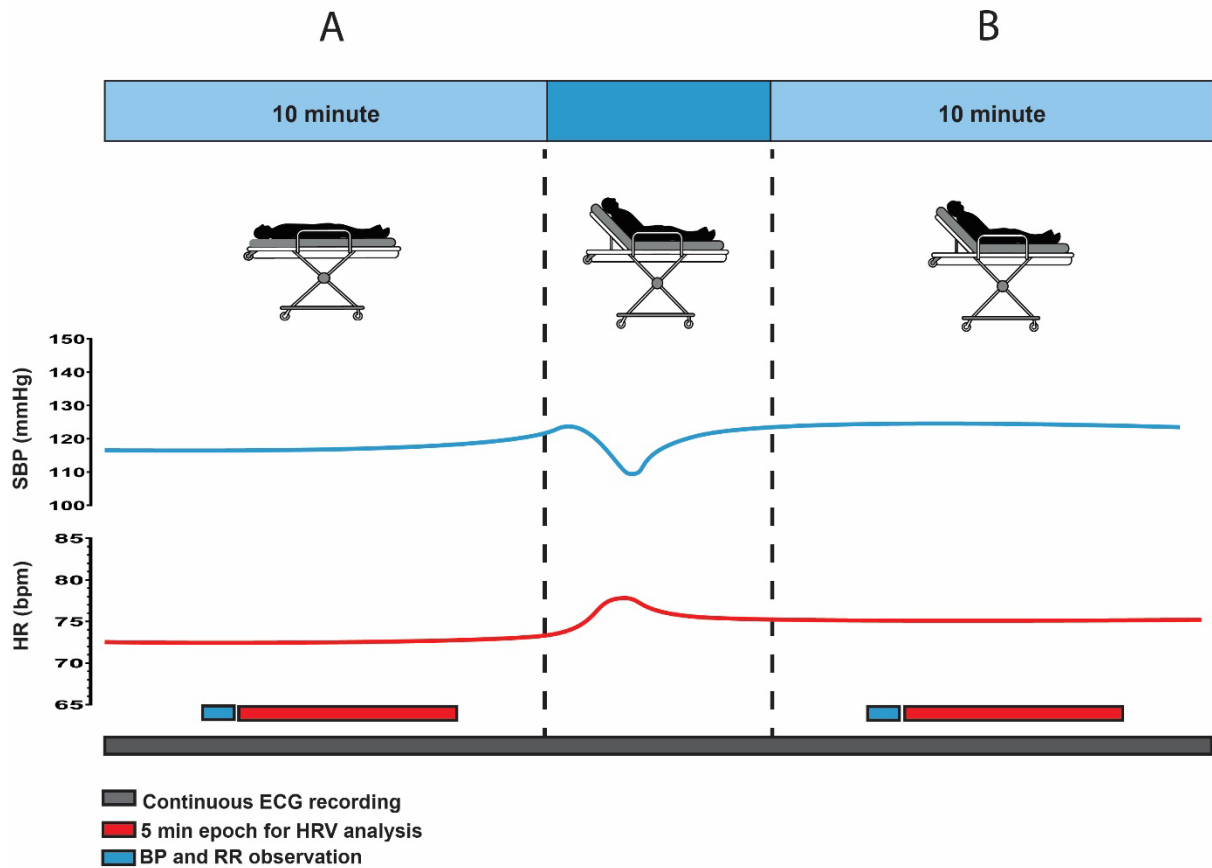 A
B
10 minute
10 minute
SBP (mmHg)
150
140
130
120
110
100
HR (bpm)
85
80
75
70
65
Continuous ECG recording
5 min epoch for HRV analysis
BP and RR observation